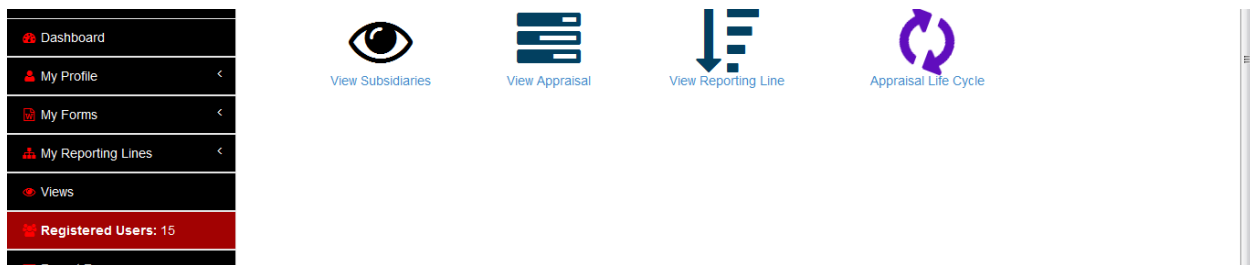 Dashboard
My Profile
My Forms
My Reporting Lines
Views
Registered Users: 15
View Subsidiaries
View Appraisal
View Reporting Line
Appraisal Life Cycle